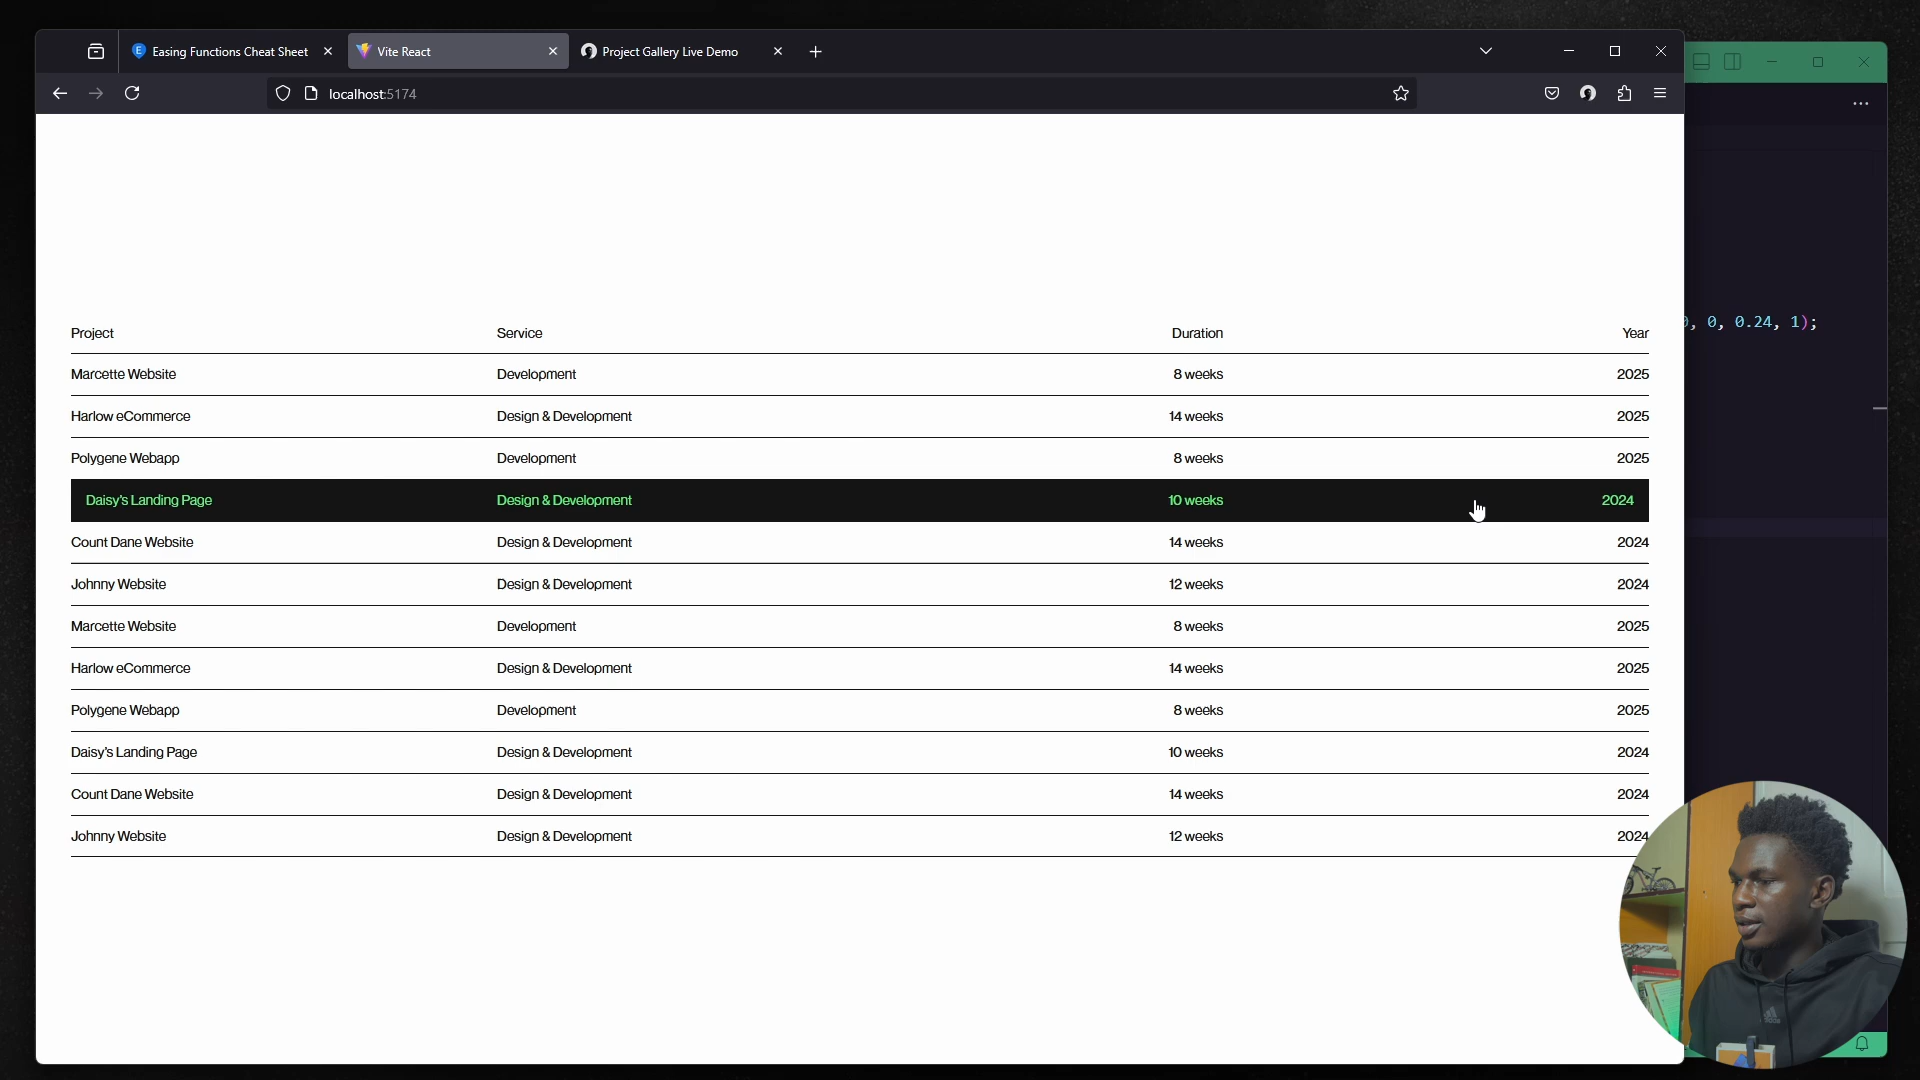 Easing Functions Cheat Sheet
Vite React
Project Gallery Live Demo
localhost:5174
Project Service Duration Year
Marcette Website Development 8 weeks 2025
Harlow eCommerce Design & Development 14 weeks 2025
Polygene Webapp Development 8 weeks 2025
Daisy's Landing Page Design & Development 10 weeks 2024
Count Dane Website Design & Development 14 weeks 2024
Johnny Website Design & Development 12 weeks 2024
Marcette Website Development 8 weeks 2025
Harlow eCommerce Design & Development 14 weeks 2025
Polygene Webapp Development 8 weeks 2025
Daisy's Landing Page Design & Development 10 weeks 2024
Count Dane Website Design & Development 14 weeks 2024
Johnny Website Design & Development 12 weeks 2024
, 0, 0.24, 1);
adidas